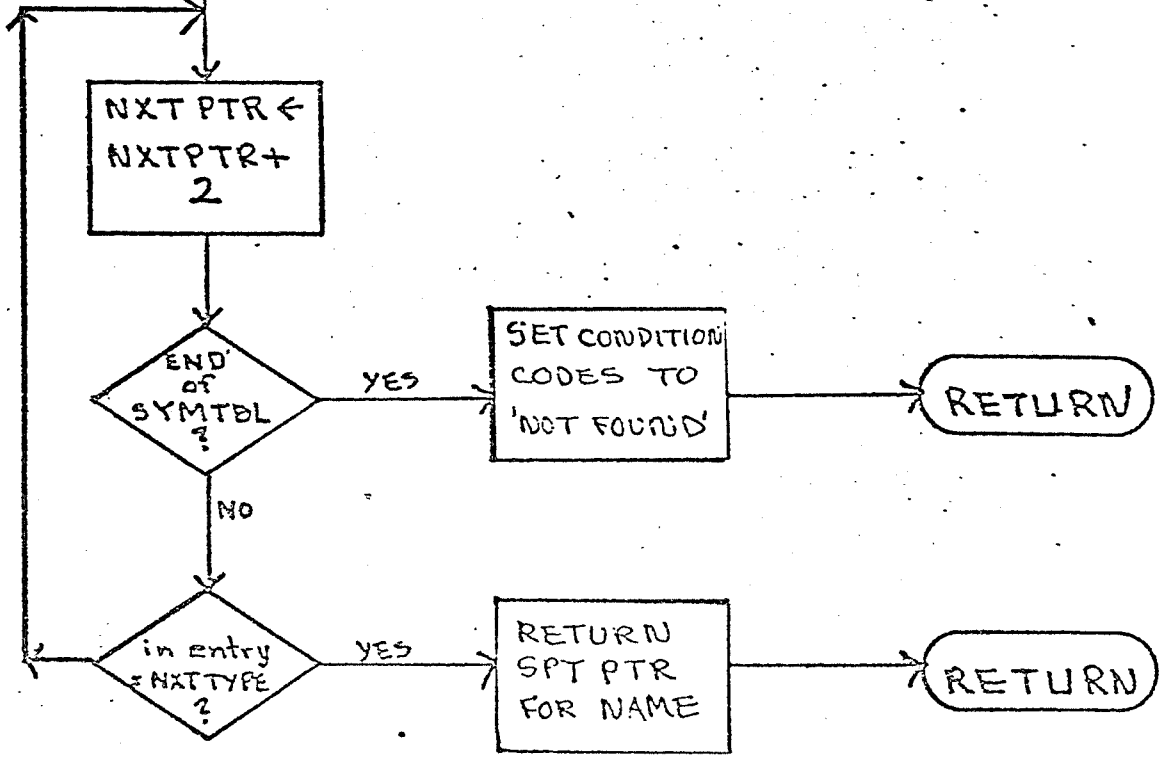 NXT PTR ←
NXTPTR+
2
END'
of
SYMTBL
?
YES
SET CONDITION
CODES TO
'NOT FOUND'
RETURN
NO
in entry
= NXTTYPE
?
YES
RETURN
SPT PTR
FOR NAME
RETURN